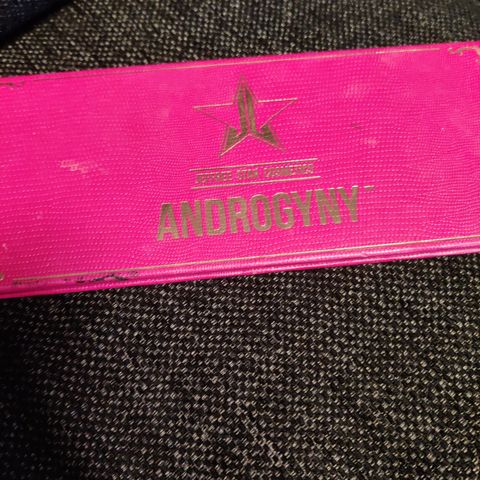 JEFFREE STAR COSMETICS
ANDROGYNY™